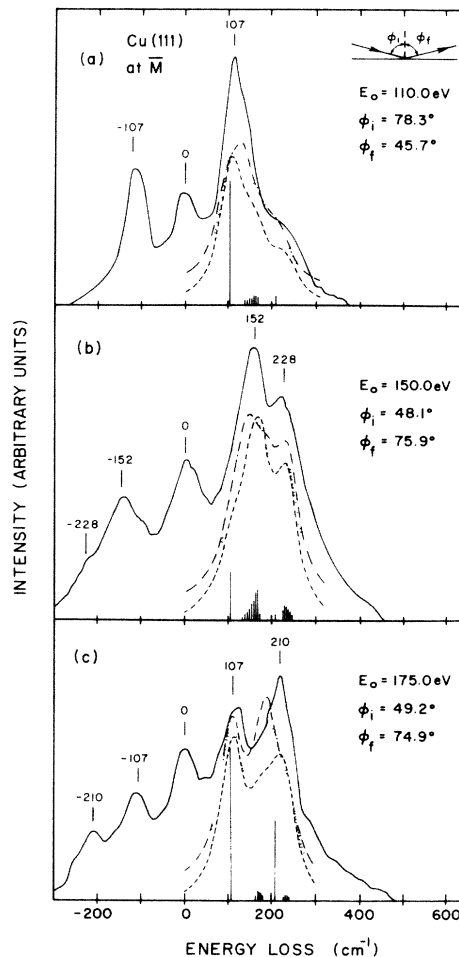 (a)
Cu (111)
at M̅
107
-107
0
ϕi
ϕf
Eo = 110.0 eV
ϕi = 78.3°
ϕf = 45.7°
(b)
152
228
0
-152
-228
Eo = 150.0 eV
ϕi = 48.1°
ϕf = 75.9°
(c)
210
107
0
-107
-210
Eo = 175.0 eV
ϕi = 49.2°
ϕf = 74.9°
INTENSITY (ARBITRARY UNITS)
-200 0 200 400 600
ENERGY LOSS (cm⁻¹)